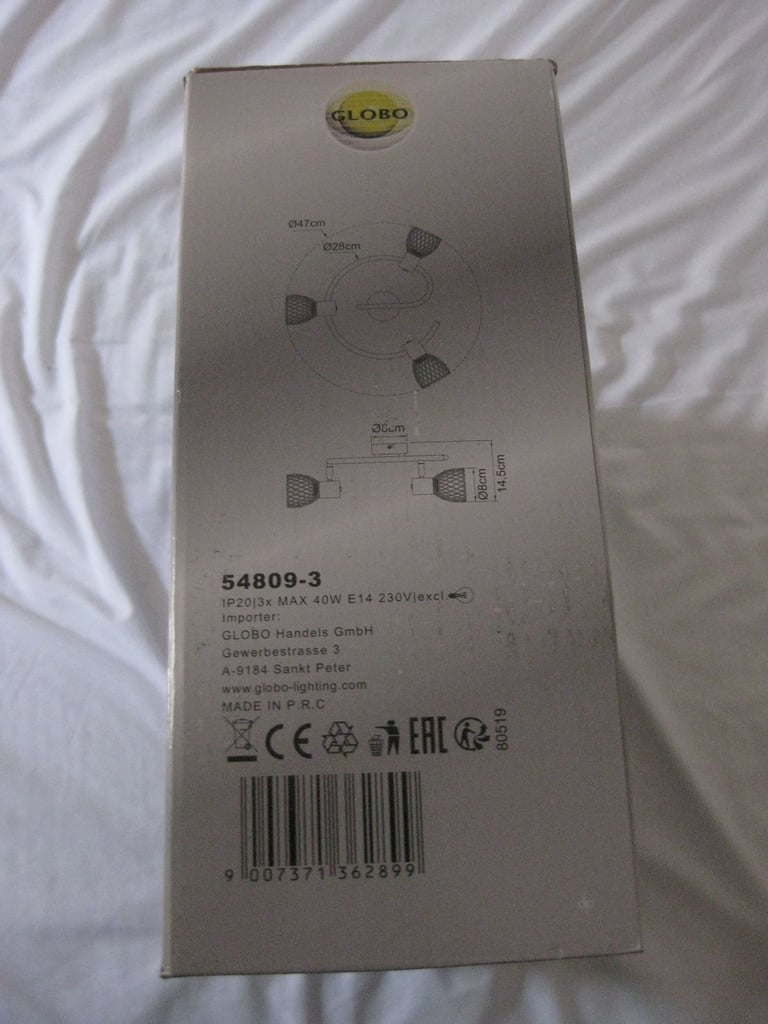 GLOBO
Ø47cm
Ø28cm
Ø8cm
Ø8cm
14.5cm
54809-3
IP20|3x MAX 40W E14 230V|excl.
Importer:
GLOBO Handels GmbH
Gewerbestrasse 3
A-9184 Sankt Peter
www.globo-lighting.com
MADE IN P.R.C
CE EAC
80519
9 007371 362899